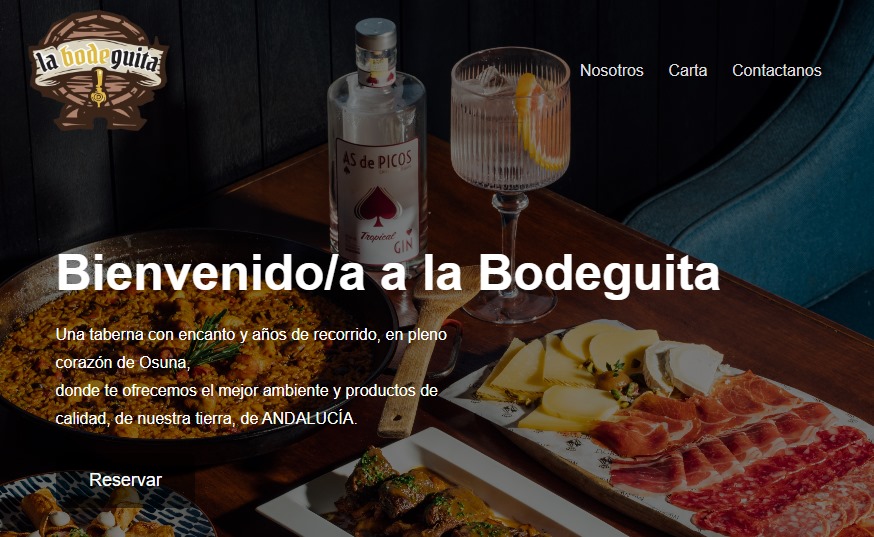 la bodeguita
Nosotros Carta Contactanos
AS de PICOS
Tropical
GIN
Bienvenido/a a la Bodeguita
Una taberna con encanto y años de recorrido, en pleno
corazón de Osuna,
donde te ofrecemos el mejor ambiente y productos de
calidad, de nuestra tierra, de ANDALUCÍA.
Reservar